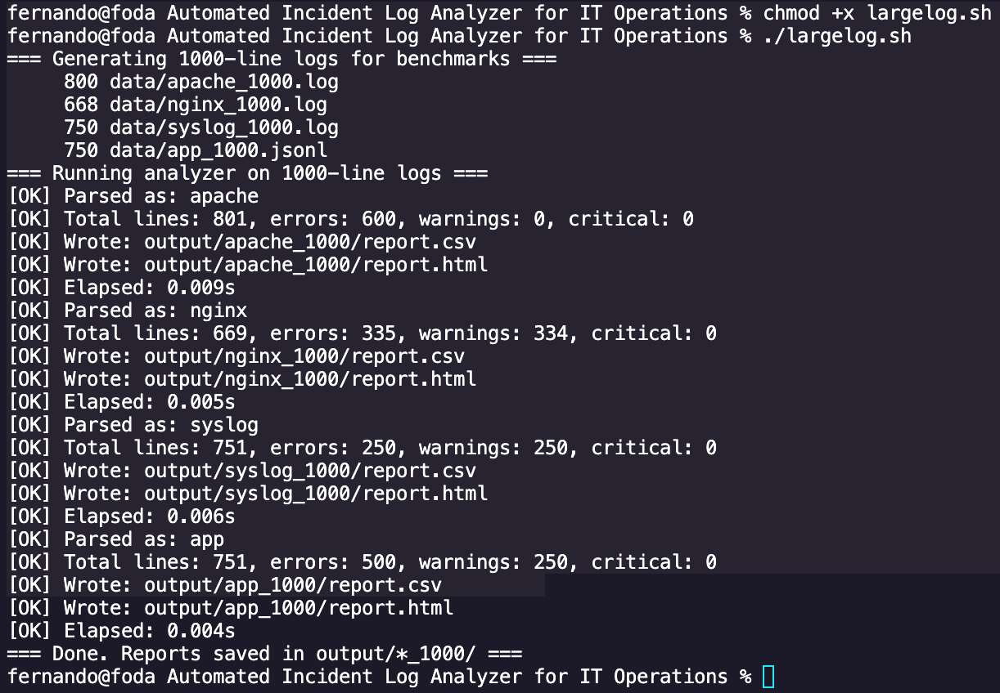 fernando@foda Automated Incident Log Analyzer for IT Operations % chmod +x largelog.sh
fernando@foda Automated Incident Log Analyzer for IT Operations % ./largelog.sh
=== Generating 1000-line logs for benchmarks ===
     800 data/apache_1000.log
     668 data/nginx_1000.log
     750 data/syslog_1000.log
     750 data/app_1000.jsonl
=== Running analyzer on 1000-line logs ===
[OK] Parsed as: apache
[OK] Total lines: 801, errors: 600, warnings: 0, critical: 0
[OK] Wrote: output/apache_1000/report.csv
[OK] Wrote: output/apache_1000/report.html
[OK] Elapsed: 0.009s
[OK] Parsed as: nginx
[OK] Total lines: 669, errors: 335, warnings: 334, critical: 0
[OK] Wrote: output/nginx_1000/report.csv
[OK] Wrote: output/nginx_1000/report.html
[OK] Elapsed: 0.005s
[OK] Parsed as: syslog
[OK] Total lines: 751, errors: 250, warnings: 250, critical: 0
[OK] Wrote: output/syslog_1000/report.csv
[OK] Wrote: output/syslog_1000/report.html
[OK] Elapsed: 0.006s
[OK] Parsed as: app
[OK] Total lines: 751, errors: 500, warnings: 250, critical: 0
[OK] Wrote: output/app_1000/report.csv
[OK] Wrote: output/app_1000/report.html
[OK] Elapsed: 0.004s
=== Done. Reports saved in output/*_1000/ ===
fernando@foda Automated Incident Log Analyzer for IT Operations %